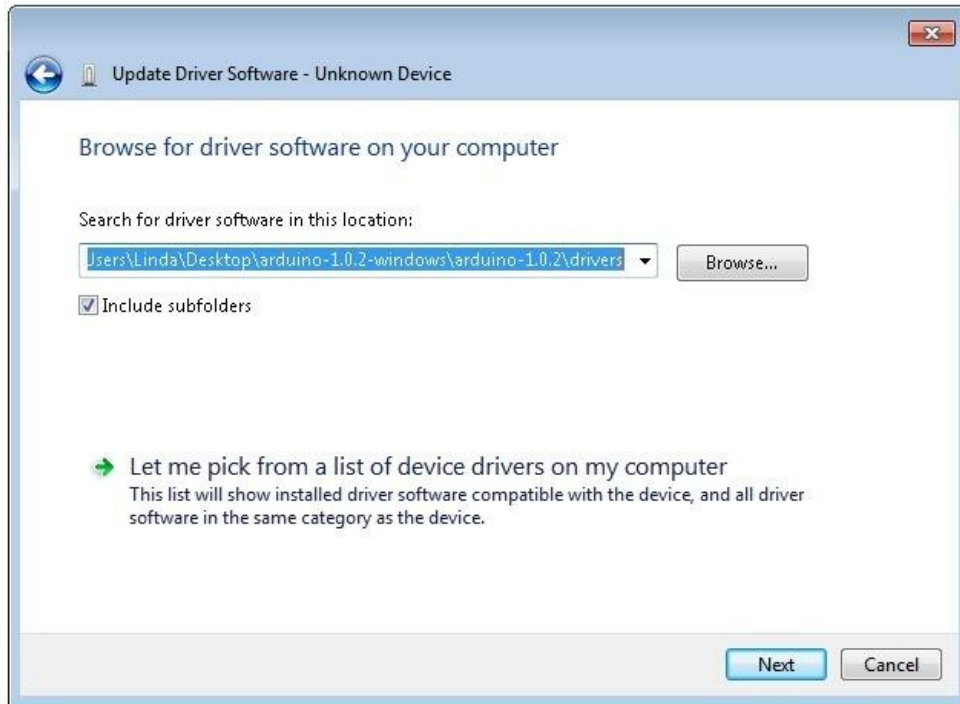 Update Driver Software - Unknown Device
Browse for driver software on your computer
Search for driver software in this location:
Users\Linda\Desktop\arduino-1.0.2-windows\arduino-1.0.2\drivers
Browse...
Include subfolders
Let me pick from a list of device drivers on my computer
This list will show installed driver software compatible with the device, and all driver
software in the same category as the device.
Next
Cancel